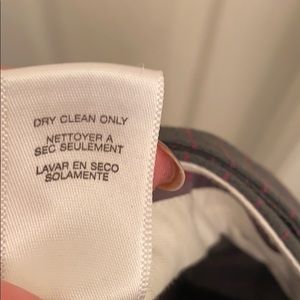 DRY CLEAN ONLY
NETTOYER A
SEC SEULEMENT
LAVAR EN SECO
SOLAMENTE